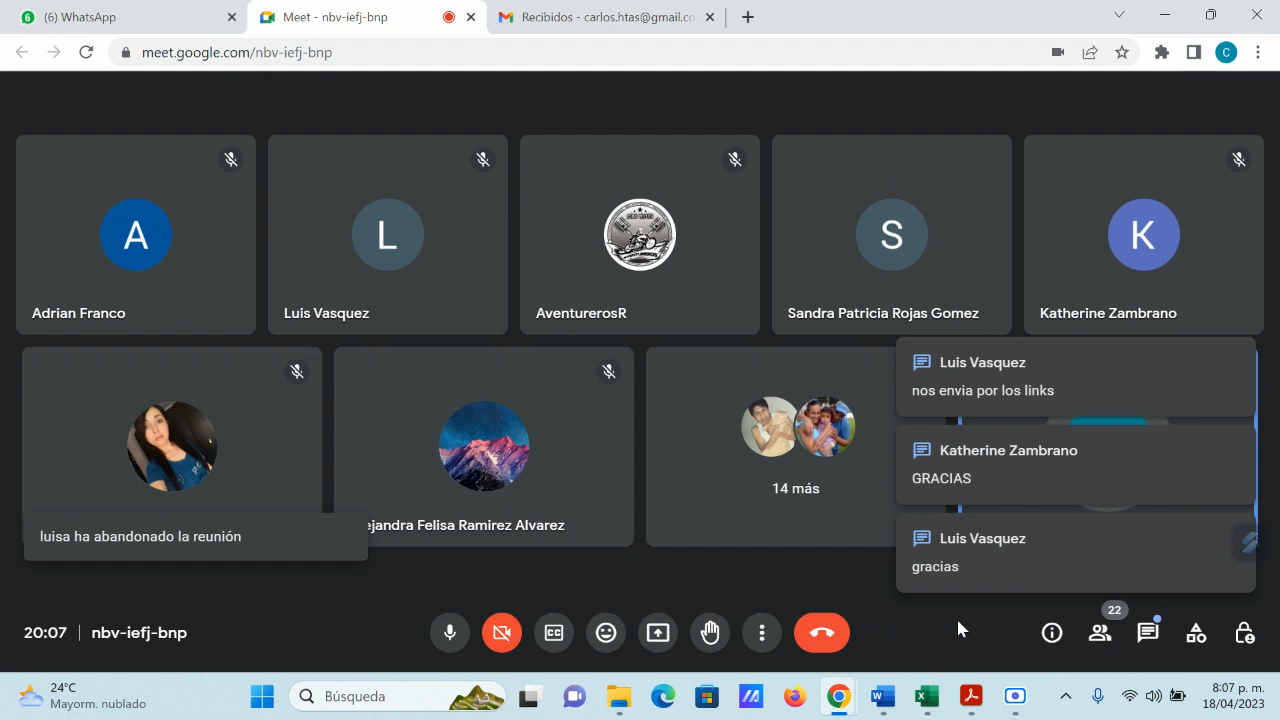 6
(6) WhatsApp
Meet - nbv-iefj-bnp
Recibidos - carlos.htas@gmail.co
meet.google.com/nbv-iefj-bnp
C
A
L
S
K
Adrian Franco
Luis Vasquez
AventurerosR
Sandra Patricia Rojas Gomez
Katherine Zambrano
Luis Vasquez
nos envia por los links
Katherine Zambrano
GRACIAS
14 más
ejandra Felisa Ramirez Alvarez
luisa ha abandonado la reunión
Luis Vasquez
gracias
20:07
nbv-iefj-bnp
22
24°C
Mayorm. nublado
Búsqueda
8:07 p. m.
18/04/2023